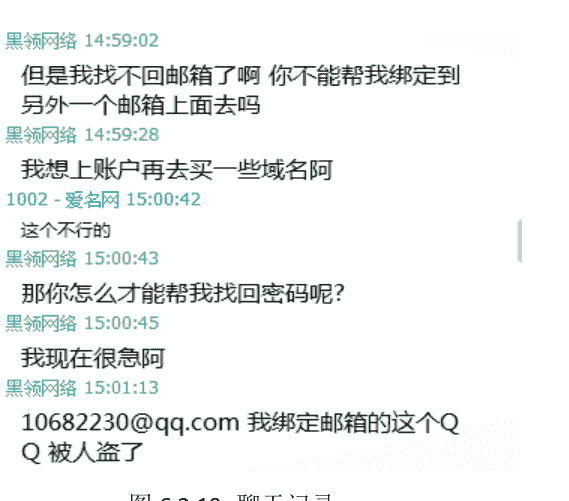 黑领网络 14:59:02
但是我找不回邮箱了啊 你不能帮我绑定到
另外一个邮箱上面去吗
黑领网络 14:59:28
我想上账户再去买一些域名阿
1002 - 爱名网 15:00:42
这个不行的
黑领网络 15:00:43
那你怎么才能帮我找回密码呢?
黑领网络 15:00:45
我现在很急阿
黑领网络 15:01:13
10682230@qq.com 我绑定邮箱的这个Q
Q 被人盗了